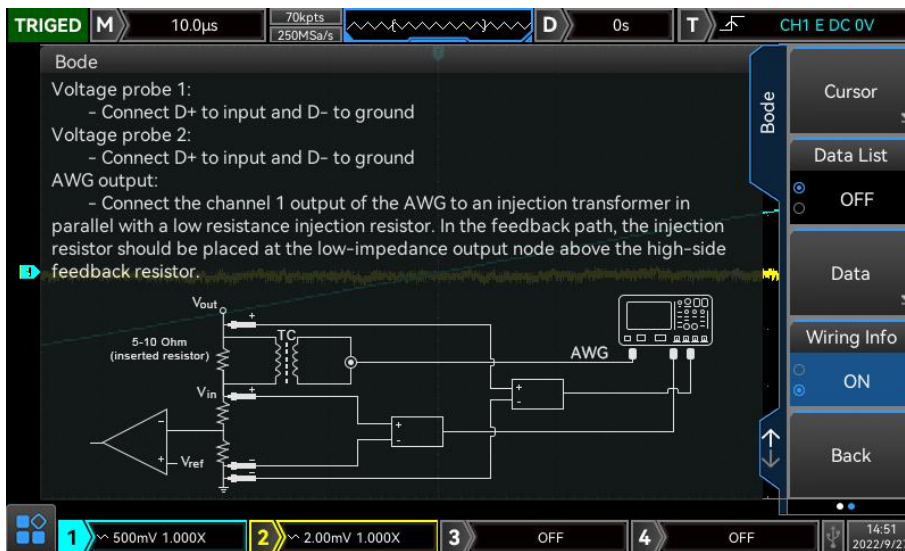 TRIGED M 10.0μs 70kpts D 0s T CH1 E DC 0V
250MSa/s
Bode
Voltage probe 1:
- Connect D+ to input and D- to ground
Voltage probe 2:
- Connect D+ to input and D- to ground
AWG output:
- Connect the channel 1 output of the AWG to an injection transformer in
parallel with a low resistance injection resistor. In the feedback path, the injection
resistor should be placed at the low-impedance output node above the high-side
feedback resistor.
Vout
+
5-10 Ohm
(inserted resistor)
TC
AWG
Vin
+
+
-
+
-
-
+
Vref
-
-
Bode
Cursor
Data List
OFF
Data
Wiring Info
ON
Back
1 500mV 1.000X 2 2.00mV 1.000X 3 OFF 4 OFF 14:51
2022/9/27